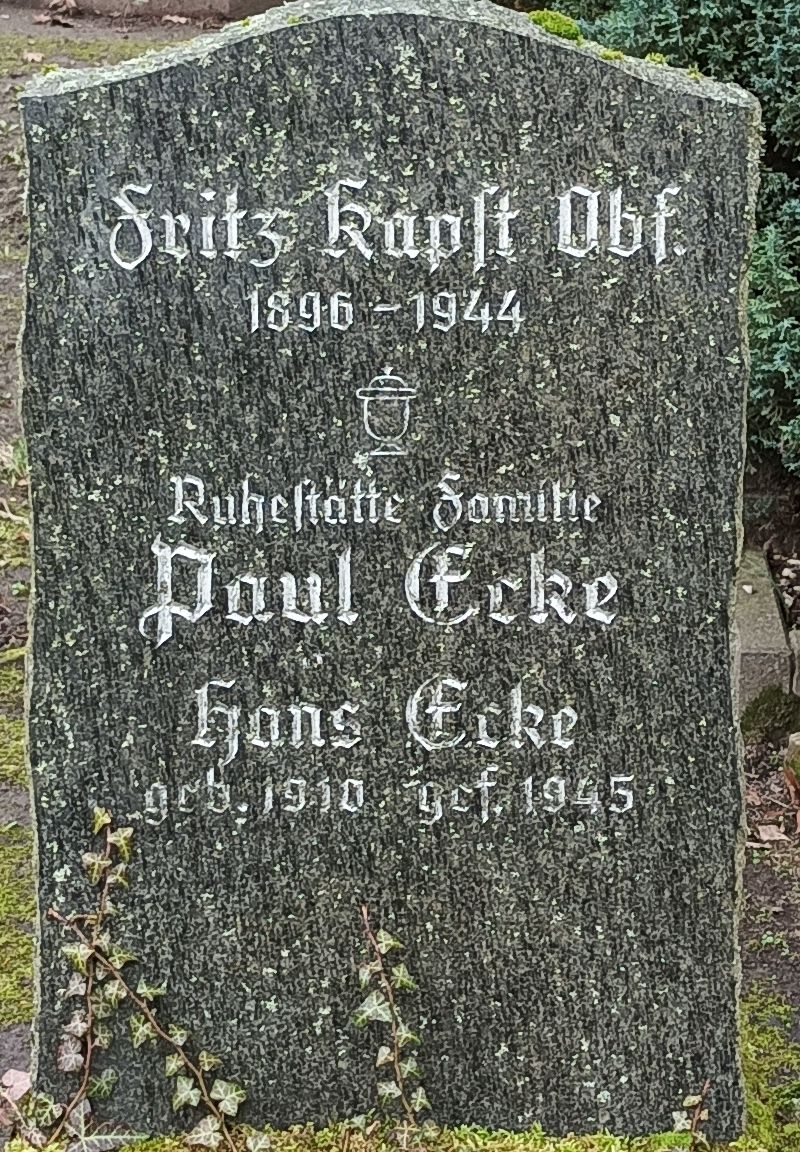 Fritz Kapſt Obf.
1896 - 1944
Ruheſtätte Familie
Paul Ecke
Hans Ecke
geb. 1910 gef. 1945